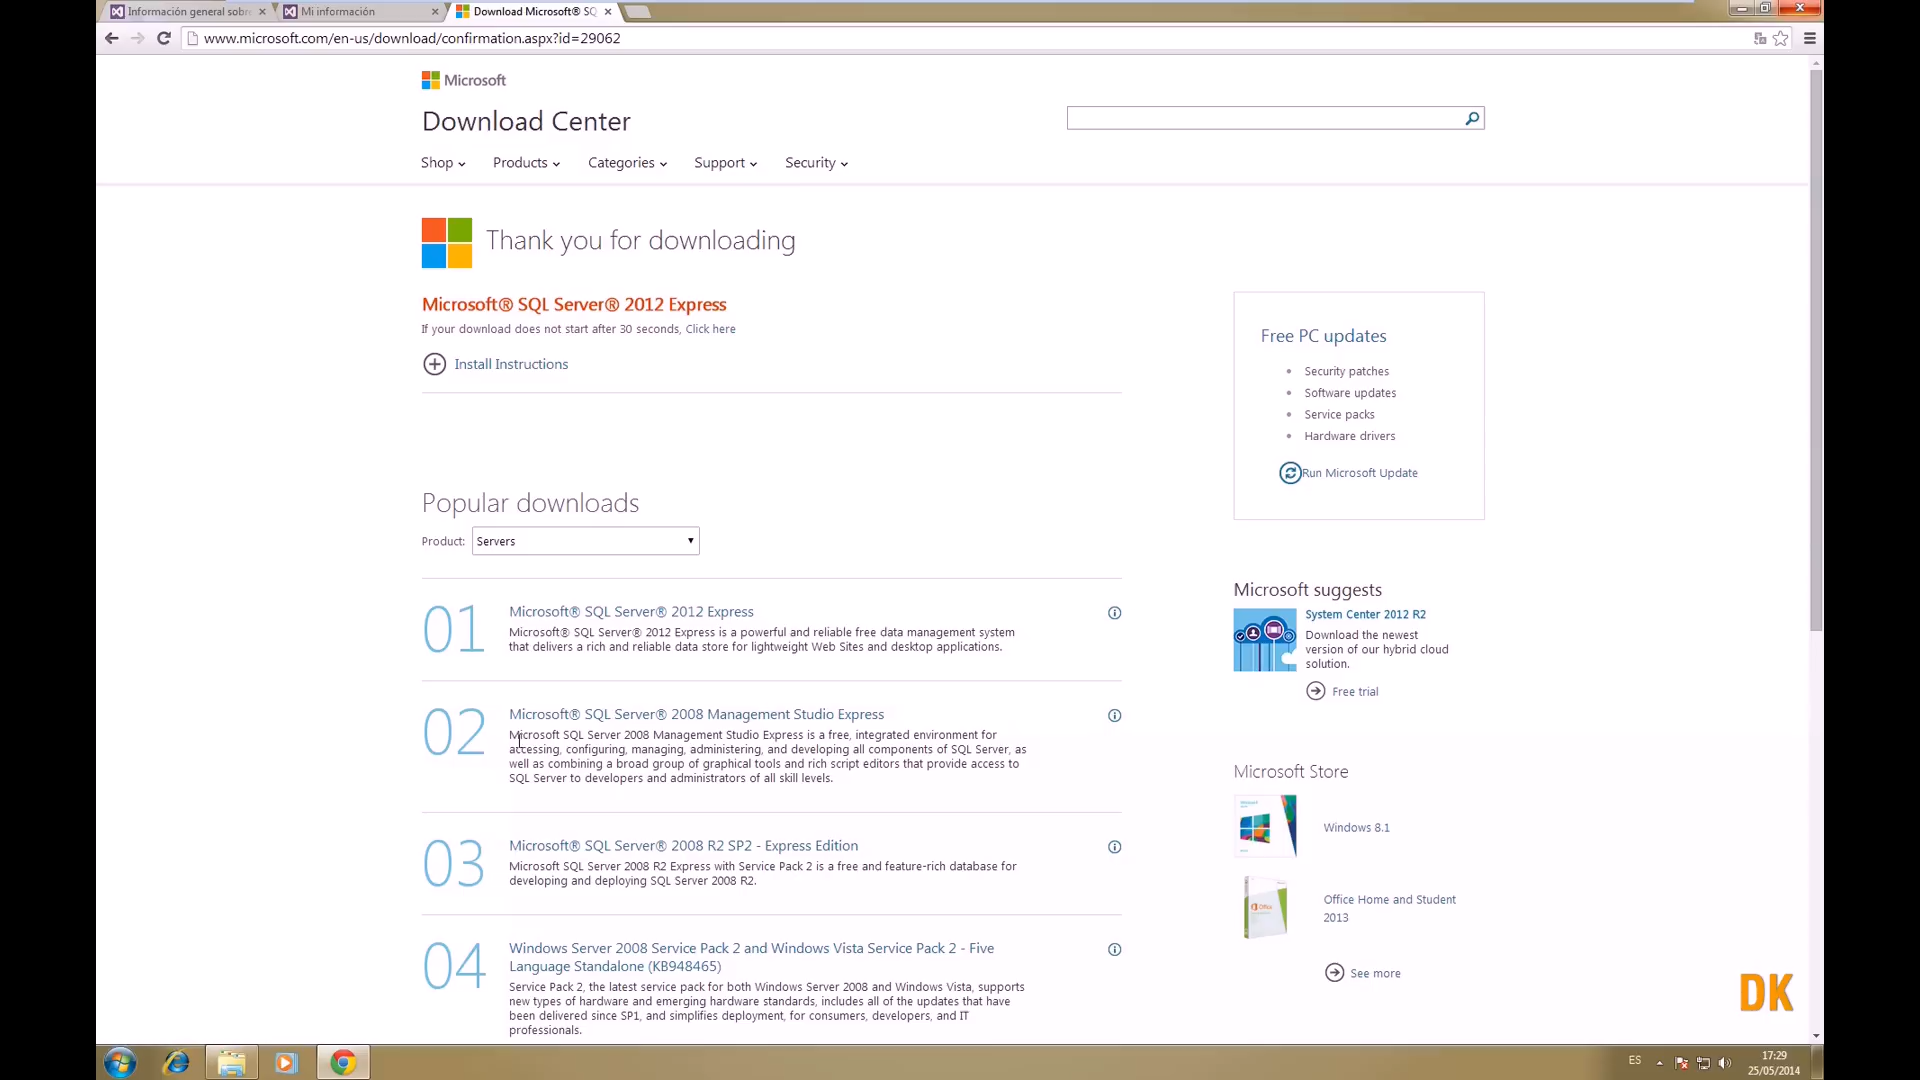 Información general sobre
Mi información
Download Microsoft® SQ
www.microsoft.com/en-us/download/confirmation.aspx?id=29062
Microsoft
Download Center
Shop
Products
Categories
Support
Security
Thank you for downloading
Microsoft® SQL Server® 2012 Express
If your download does not start after 30 seconds, Click here
Install Instructions
Free PC updates
• Security patches
• Software updates
• Service packs
• Hardware drivers
Run Microsoft Update
Popular downloads
Product: Servers
01
Microsoft® SQL Server® 2012 Express
Microsoft® SQL Server® 2012 Express is a powerful and reliable free data management system
that delivers a rich and reliable data store for lightweight Web Sites and desktop applications.
02
Microsoft® SQL Server® 2008 Management Studio Express
Microsoft SQL Server 2008 Management Studio Express is a free, integrated environment for
accessing, configuring, managing, administering, and developing all components of SQL Server, as
well as combining a broad group of graphical tools and rich script editors that provide access to
SQL Server to developers and administrators of all skill levels.
03
Microsoft® SQL Server® 2008 R2 SP2 - Express Edition
Microsoft SQL Server 2008 R2 Express with Service Pack 2 is a free and feature-rich database for
developing and deploying SQL Server 2008 R2.
04
Windows Server 2008 Service Pack 2 and Windows Vista Service Pack 2 - Five
Language Standalone (KB948465)
Service Pack 2, the latest service pack for both Windows Server 2008 and Windows Vista, supports
new types of hardware and emerging hardware standards, includes all of the updates that have
been delivered since SP1, and simplifies deployment, for consumers, developers, and IT
professionals.
Microsoft suggests
System Center 2012 R2
Download the newest
version of our hybrid cloud
solution.
Free trial
Microsoft Store
Windows 8.1
Office
Office Home and Student
2013
See more
DK
ES
17:29
25/05/2014